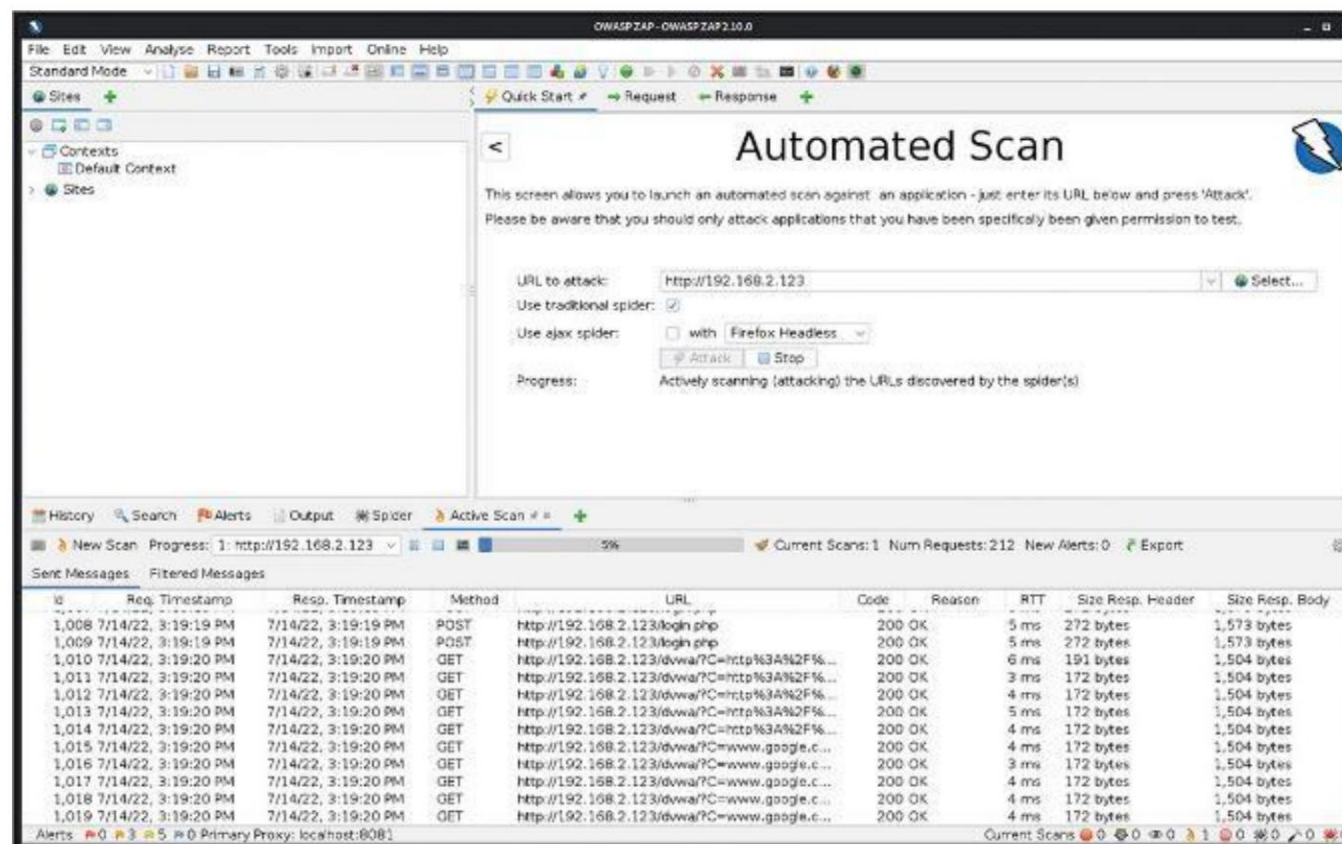 OWASP ZAP - OWASP ZAP 2.10.0
File Edit View Analyse Report Tools Import Online Help
Standard Mode
Sites
Quick Start Request Response
Contexts
Default Context
Sites
<
Automated Scan
This screen allows you to launch an automated scan against an application - just enter its URL below and press 'Attack'.
Please be aware that you should only attack applications that you have been specifically been given permission to test.
URL to attack: http://192.168.2.123 Select...
Use traditional spider:
Use ajax spider: with Firefox Headless
Attack Stop
Progress: Actively scanning (attacking) the URLs discovered by the spider(s)
History Search Alerts Output Spider Active Scan
New Scan Progress: 1: http://192.168.2.123 5% Current Scans: 1 Num Requests: 212 New Alerts: 0 Export
Sent Messages Filtered Messages
Id Req. Timestamp Resp. Timestamp Method URL Code Reason RTT Size Resp. Header Size Resp. Body
1,008 7/14/22, 3:19:19 PM 7/14/22, 3:19:19 PM POST http://192.168.2.123/login.php 200 OK 5 ms 272 bytes 1,573 bytes
1,009 7/14/22, 3:19:19 PM 7/14/22, 3:19:19 PM POST http://192.168.2.123/login.php 200 OK 5 ms 272 bytes 1,573 bytes
1,010 7/14/22, 3:19:20 PM 7/14/22, 3:19:20 PM GET http://192.168.2.123/dvwa/?C=http%3A%2F%... 200 OK 6 ms 191 bytes 1,504 bytes
1,011 7/14/22, 3:19:20 PM 7/14/22, 3:19:20 PM GET http://192.168.2.123/dvwa/?C=http%3A%2F%... 200 OK 3 ms 172 bytes 1,504 bytes
1,012 7/14/22, 3:19:20 PM 7/14/22, 3:19:20 PM GET http://192.168.2.123/dvwa/?C=http%3A%2F%... 200 OK 4 ms 172 bytes 1,504 bytes
1,013 7/14/22, 3:19:20 PM 7/14/22, 3:19:20 PM GET http://192.168.2.123/dvwa/?C=http%3A%2F%... 200 OK 5 ms 172 bytes 1,504 bytes
1,014 7/14/22, 3:19:20 PM 7/14/22, 3:19:20 PM GET http://192.168.2.123/dvwa/?C=http%3A%2F%... 200 OK 4 ms 172 bytes 1,504 bytes
1,015 7/14/22, 3:19:20 PM 7/14/22, 3:19:20 PM GET http://192.168.2.123/dvwa/?C=www.google.c... 200 OK 4 ms 172 bytes 1,504 bytes
1,016 7/14/22, 3:19:20 PM 7/14/22, 3:19:20 PM GET http://192.168.2.123/dvwa/?C=www.google.c... 200 OK 3 ms 172 bytes 1,504 bytes
1,017 7/14/22, 3:19:20 PM 7/14/22, 3:19:20 PM GET http://192.168.2.123/dvwa/?C=www.google.c... 200 OK 4 ms 172 bytes 1,504 bytes
1,018 7/14/22, 3:19:20 PM 7/14/22, 3:19:20 PM GET http://192.168.2.123/dvwa/?C=www.google.c... 200 OK 4 ms 172 bytes 1,504 bytes
1,019 7/14/22, 3:19:20 PM 7/14/22, 3:19:20 PM GET http://192.168.2.123/dvwa/?C=www.google.c... 200 OK 4 ms 172 bytes 1,504 bytes
Alerts 0 3 5 0 Primary Proxy: localhost:8081 Current Scans 0 0 0 1 0 0 0